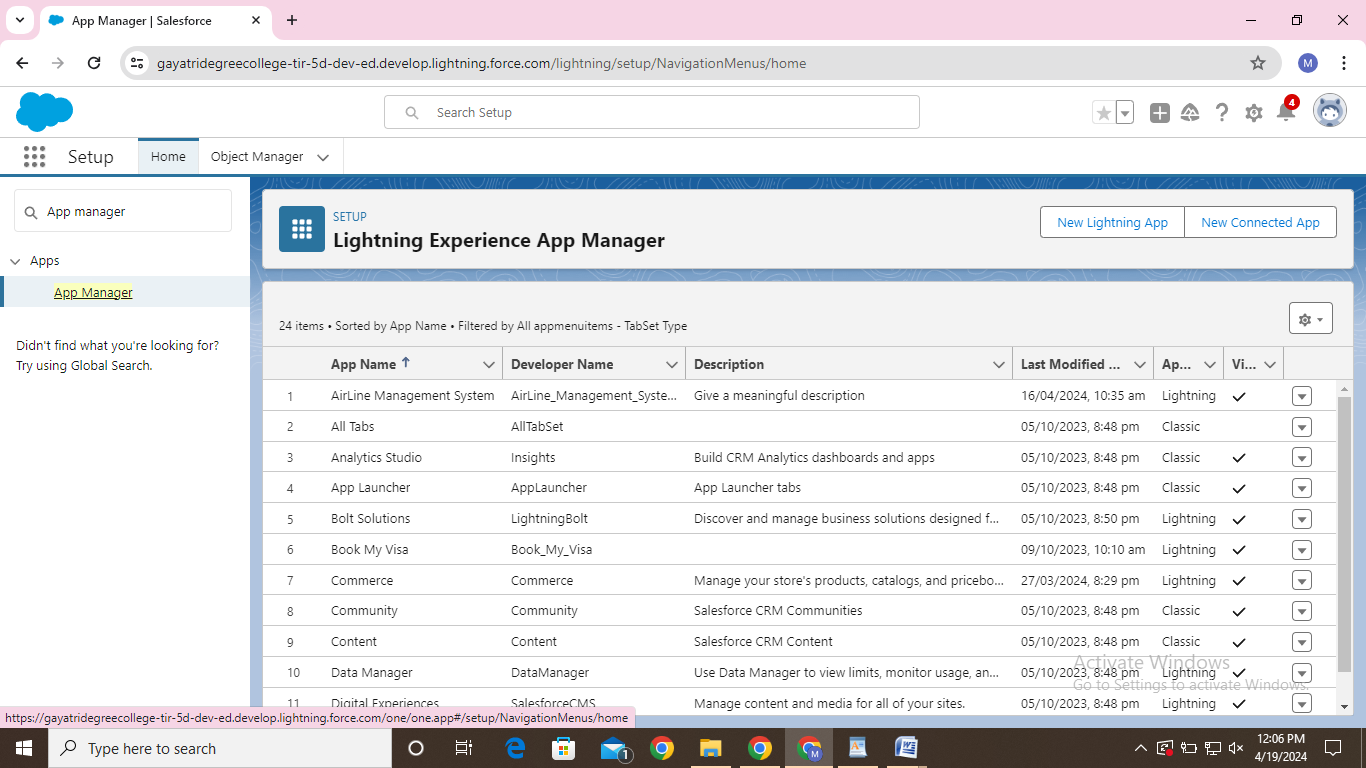 App Manager | Salesforce
gayatridegreecollege-tir-5d-dev-ed.develop.lightning.force.com/lightning/setup/NavigationMenus/home
M
Search Setup
4
Setup
Home
Object Manager
App manager
Apps
App Manager
Didn't find what you're looking for?
Try using Global Search.
SETUP
Lightning Experience App Manager
New Lightning App
New Connected App
24 items • Sorted by App Name • Filtered by All appmenuitems - TabSet Type
App Name ↑ Developer Name Description Last Modified ... Ap... Vi...
1 AirLine Management System AirLine_Management_Syste... Give a meaningful description 16/04/2024, 10:35 am Lightning
2 All Tabs AllTabSet 05/10/2023, 8:48 pm Classic
3 Analytics Studio Insights Build CRM Analytics dashboards and apps 05/10/2023, 8:48 pm Classic
4 App Launcher AppLauncher App Launcher tabs 05/10/2023, 8:48 pm Classic
5 Bolt Solutions LightningBolt Discover and manage business solutions designed f... 05/10/2023, 8:50 pm Lightning
6 Book My Visa Book_My_Visa 09/10/2023, 10:10 am Lightning
7 Commerce Commerce Manage your store's products, catalogs, and pricebo... 27/03/2024, 8:29 pm Lightning
8 Community Community Salesforce CRM Communities 05/10/2023, 8:48 pm Classic
9 Content Content Salesforce CRM Content 05/10/2023, 8:48 pm Classic
10 Data Manager DataManager Use Data Manager to view limits, monitor usage, an... 05/10/2023, 8:48 pm Lightning
11 Digital Experiences SalesforceCMS Manage content and media for all of your sites. 05/10/2023, 8:48 pm Lightning
Activate Windows
Go to Settings to activate Windows.
https://gayatridegreecollege-tir-5d-dev-ed.develop.lightning.force.com/one/one.app#/setup/NavigationMenus/home
Type here to search
1
M
12:06 PM
4/19/2024